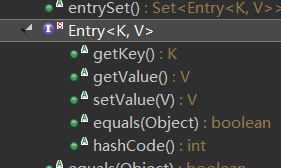 entrySet() : Set<Entry<K, V>>
Entry<K, V>
getKey() : K
getValue() : V
setValue(V) : V
equals(Object) : boolean
hashCode() : int
equals(Object) : boolean